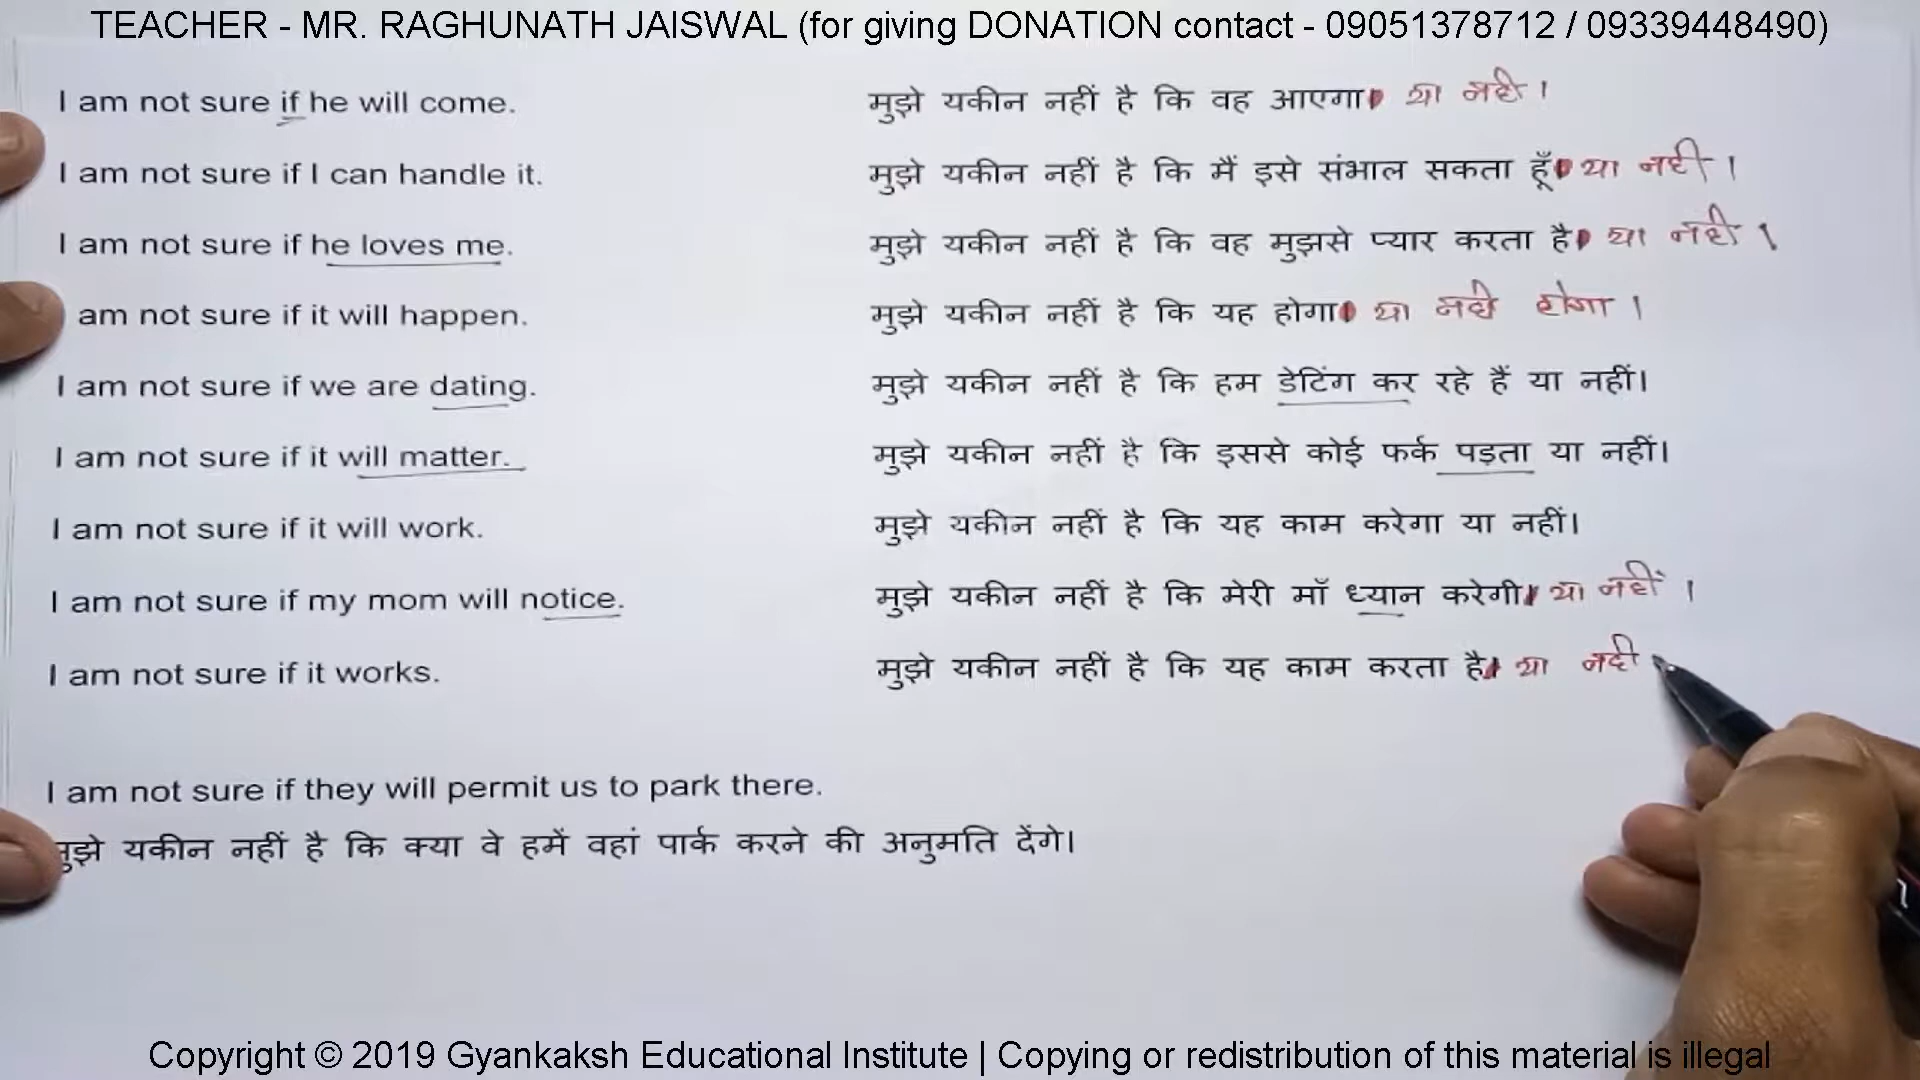 TEACHER - MR. RAGHUNATH JAISWAL (for giving DONATION contact - 09051378712 / 09339448490)
I am not sure if he will come. मुझे यकीन नहीं है कि वह आएगा या नही।
I am not sure if I can handle it. मुझे यकीन नहीं है कि मैं इसे संभाल सकता हूँ या नही।
I am not sure if he loves me. मुझे यकीन नहीं है कि वह मुझसे प्यार करता है या नही।
am not sure if it will happen. मुझे यकीन नहीं है कि यह होगा या नही होगा।
I am not sure if we are dating. मुझे यकीन नहीं है कि हम डेटिंग कर रहे हैं या नहीं।
I am not sure if it will matter. मुझे यकीन नहीं है कि इससे कोई फर्क पड़ता या नहीं।
I am not sure if it will work. मुझे यकीन नहीं है कि यह काम करेगा या नहीं।
I am not sure if my mom will notice. मुझे यकीन नहीं है कि मेरी माँ ध्यान करेगी या नहीं।
I am not sure if it works. मुझे यकीन नहीं है कि यह काम करता है या नही
I am not sure if they will permit us to park there.
मुझे यकीन नहीं है कि क्या वे हमें वहां पार्क करने की अनुमति देंगे।
Copyright © 2019 Gyankaksh Educational Institute | Copying or redistribution of this material is illegal